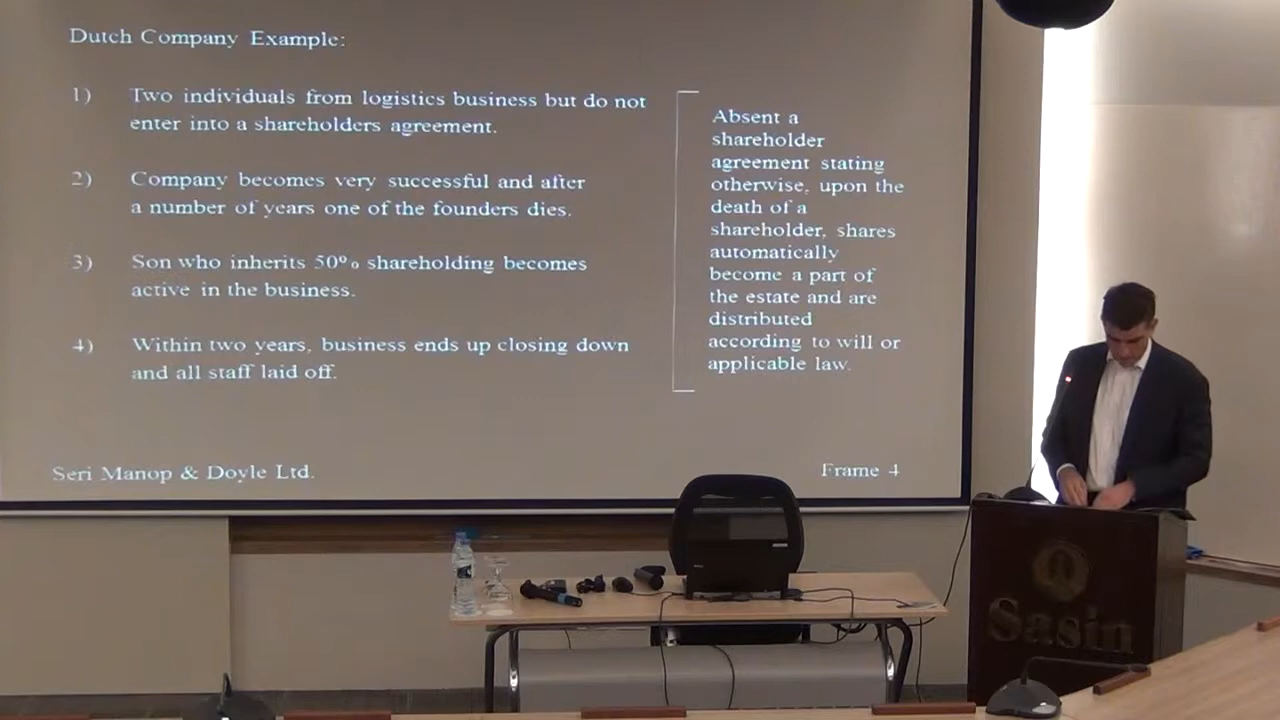 Dutch Company Example:
1) Two individuals from logistics business but do not
enter into a shareholders agreement.
2) Company becomes very successful and after
a number of years one of the founders dies.
3) Son who inherits 50% shareholding becomes
active in the business.
4) Within two years, business ends up closing down
and all staff laid off.
Absent a
shareholder
agreement stating
otherwise, upon the
death of a
shareholder, shares
automatically
become a part of
the estate and are
distributed
according to will or
applicable law.
Seri Manop & Doyle Ltd.
Frame 4
Sasin